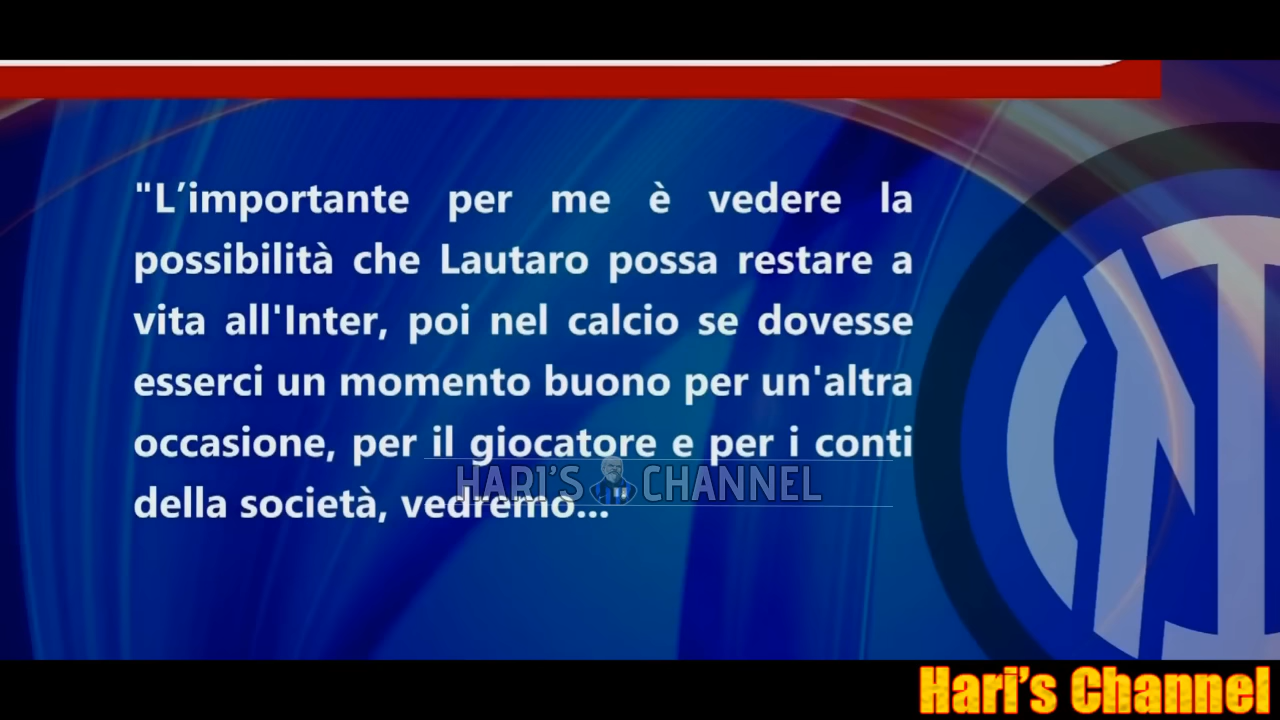 "L’importante per me è vedere la
possibilità che Lautaro possa restare a
vita all'Inter, poi nel calcio se dovesse
esserci un momento buono per un'altra
occasione, per il giocatore e per i conti
HARI'S CHANNEL
della società, vedremo...
Hari's Channel